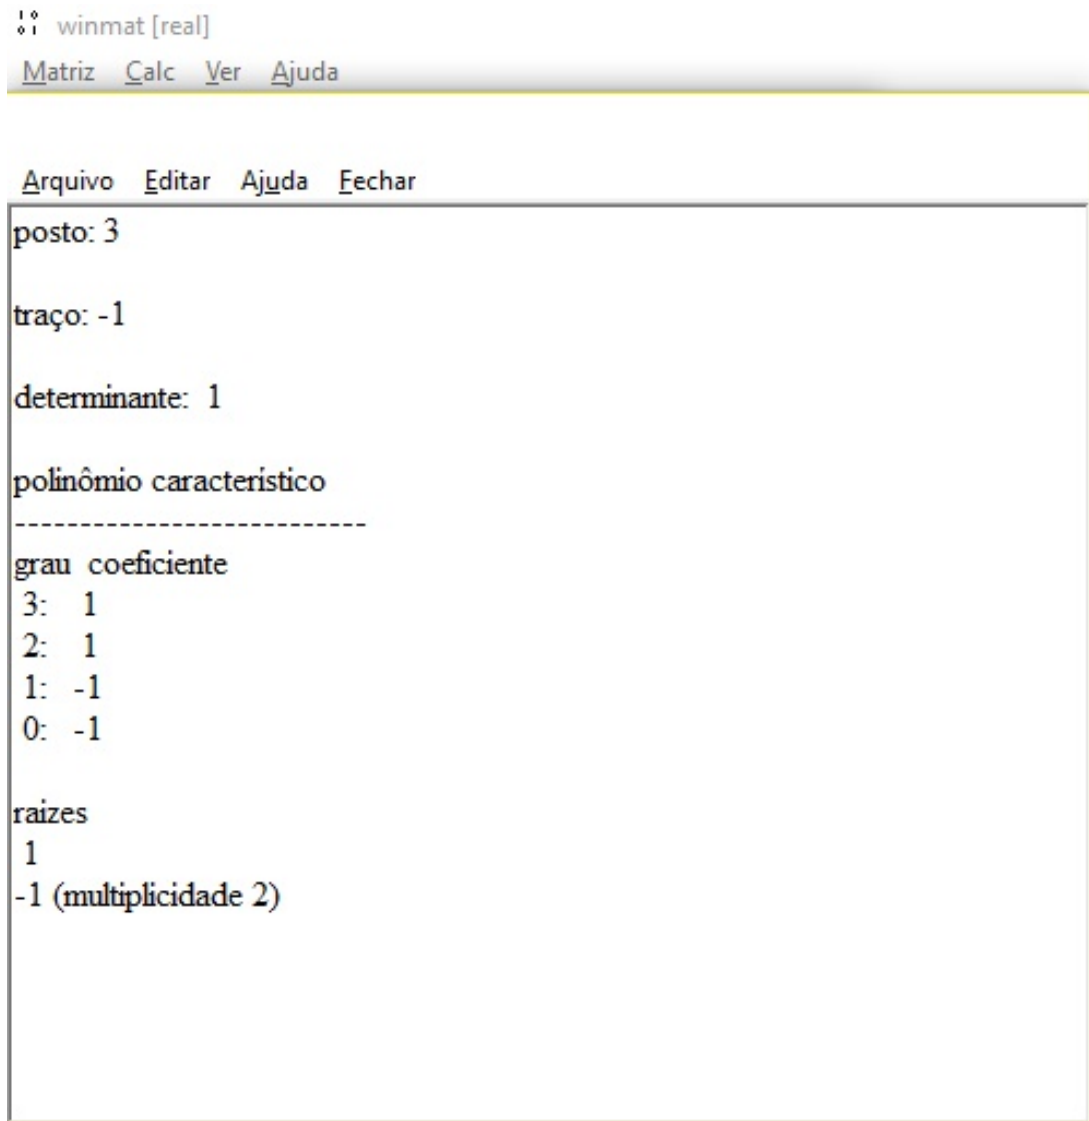 winmat [real]
Matriz Calc Ver Ajuda
Arquivo Editar Ajuda Fechar
posto: 3
traço: -1
determinante: 1
polinômio característico
---------------------------
grau coeficiente
3: 1
2: 1
1: -1
0: -1
raizes
1
-1 (multiplicidade 2)